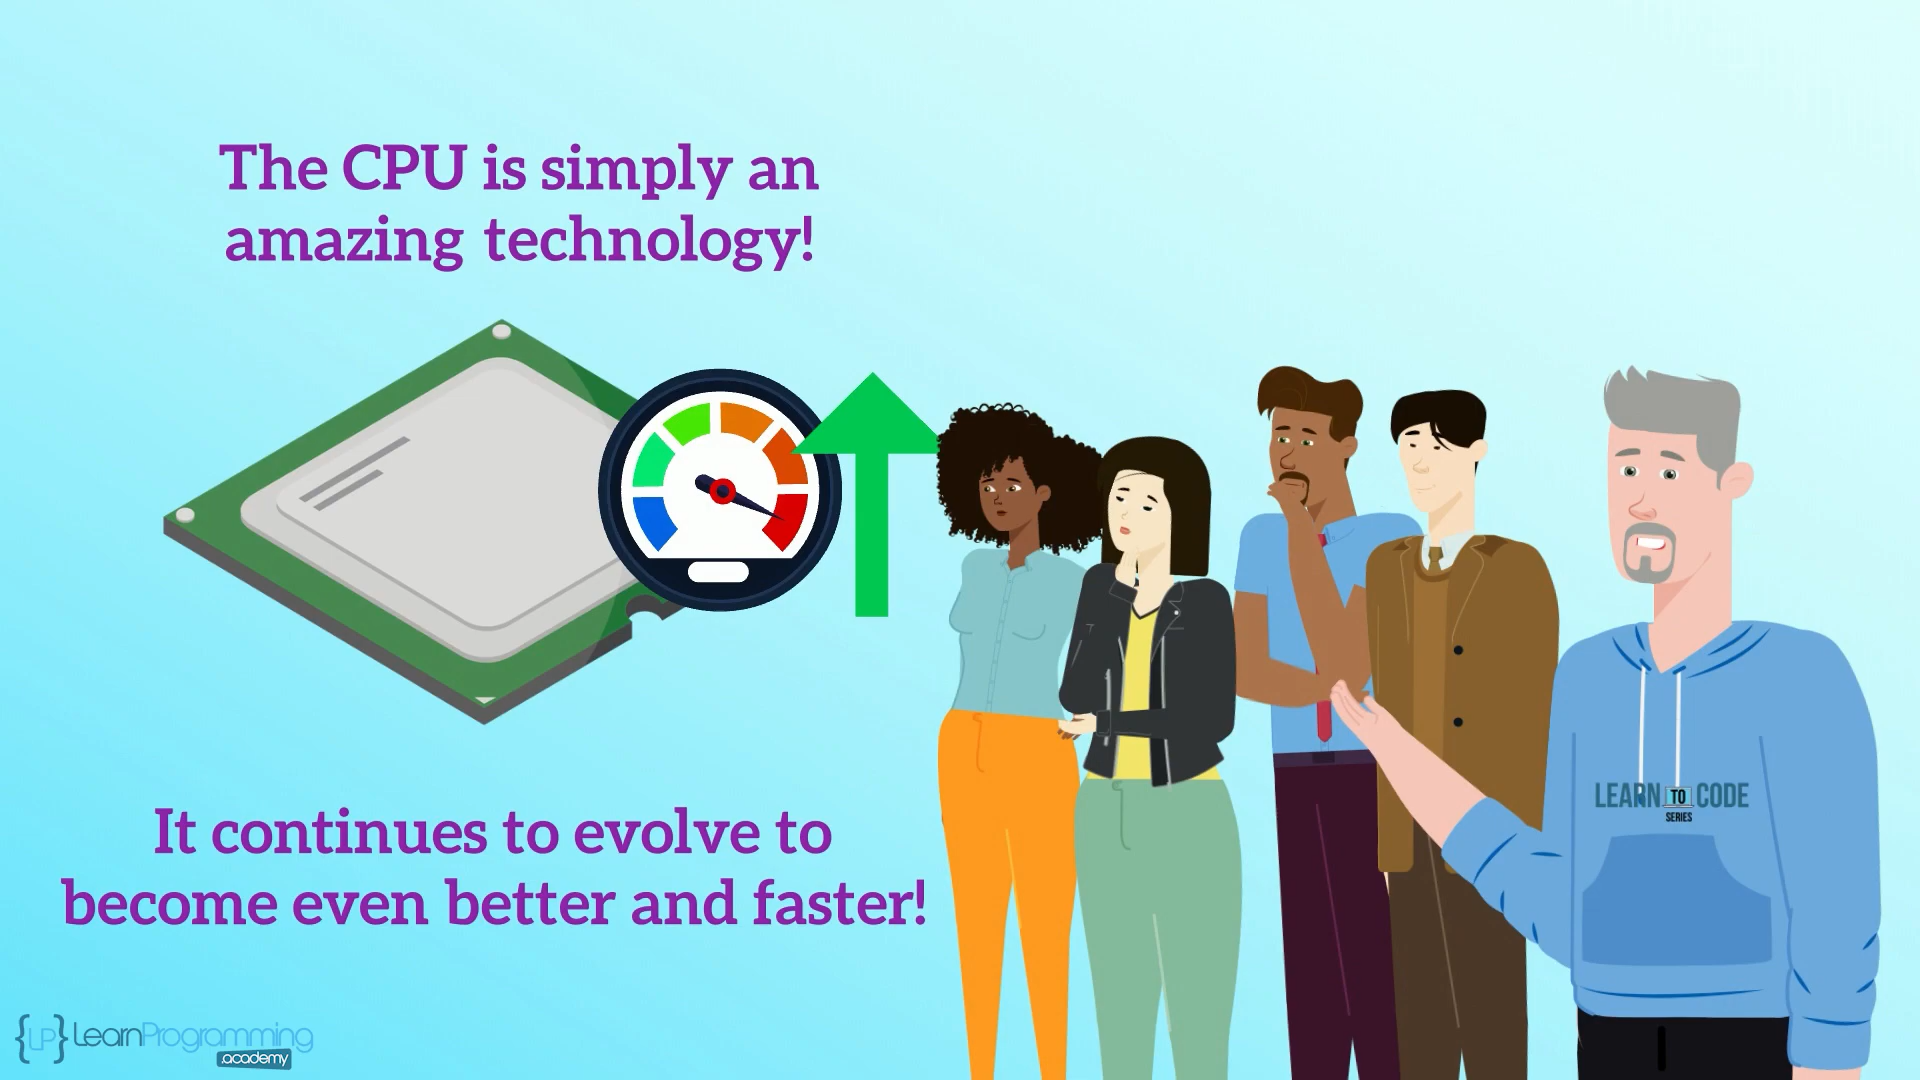 The CPU is simply an
amazing technology!
It continues to evolve to
become even better and faster!
LEARN TO CODE
SERIES
{LP} LearnProgramming
.academy